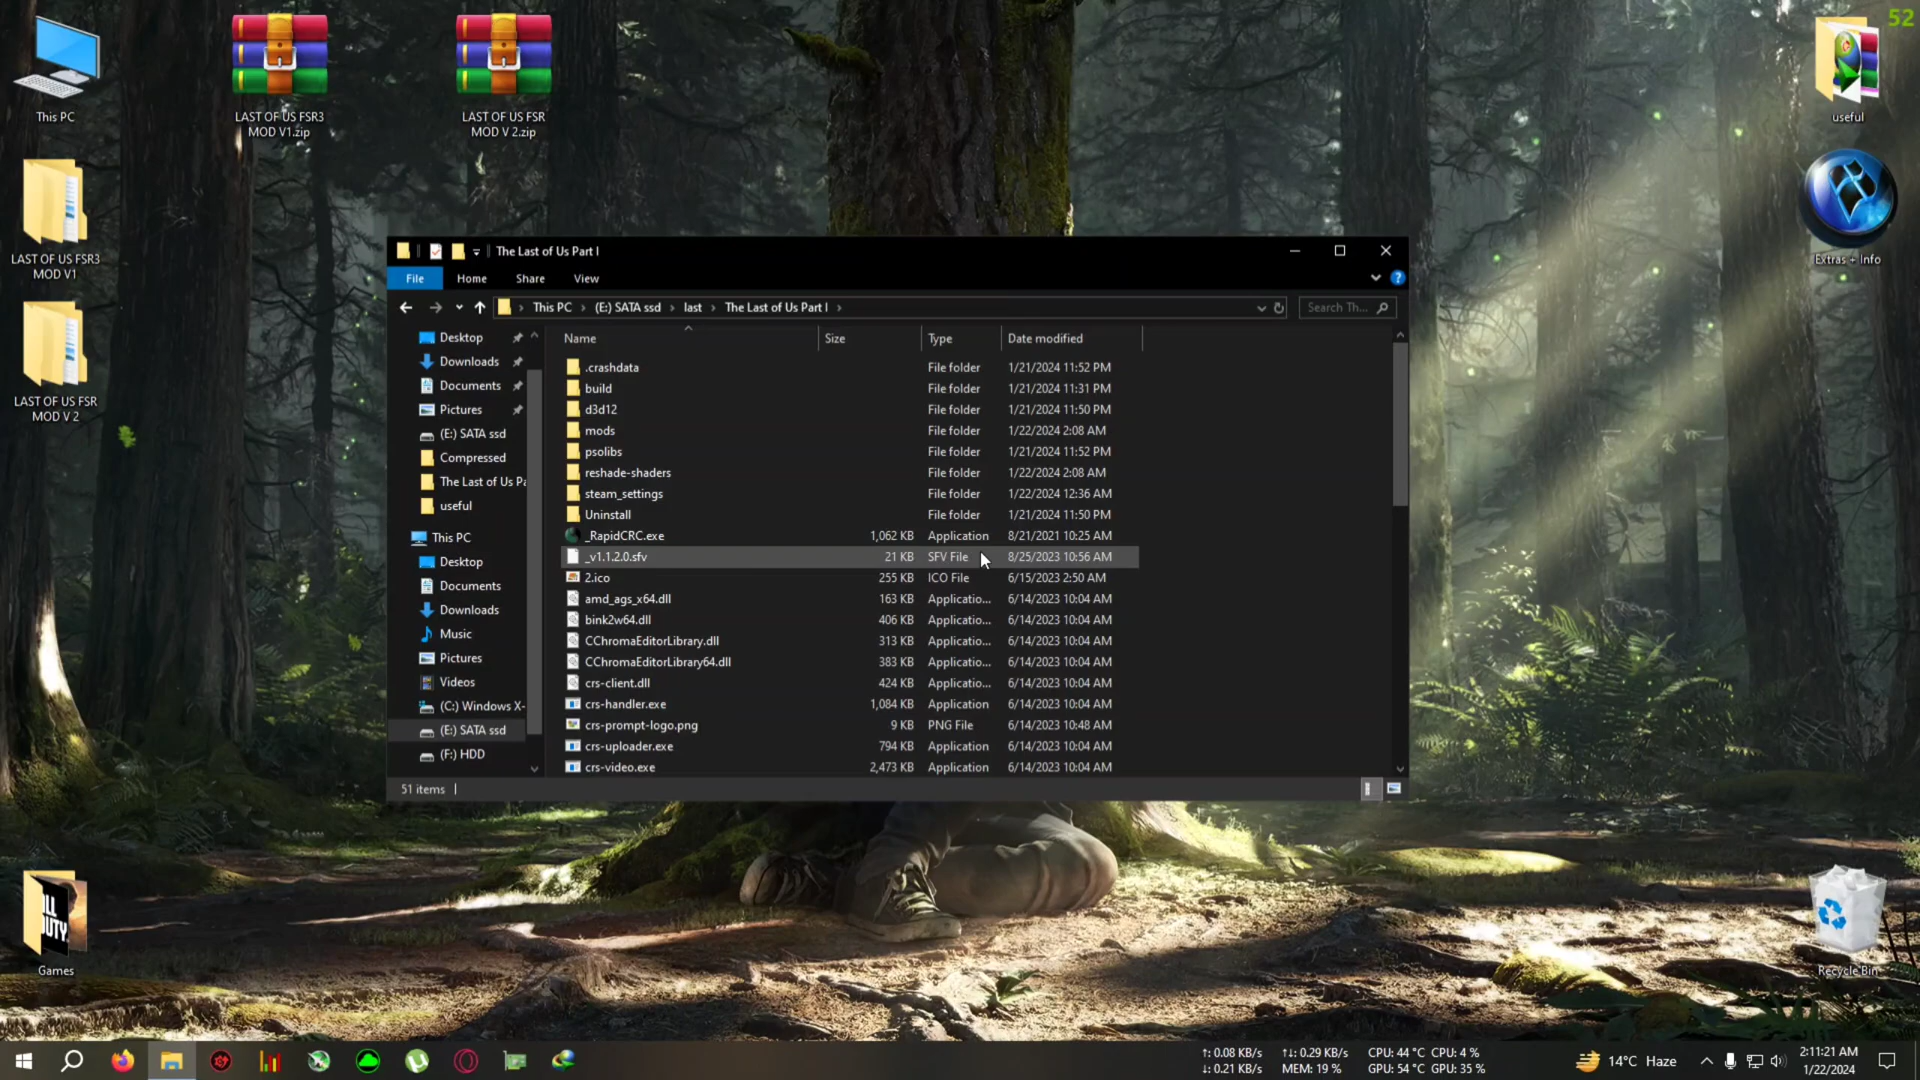 52
This PC
LAST OF US FSR3
MOD V1.zip
LAST OF US FSR
MOD V 2.zip
useful
LAST OF US FSR3
MOD V1
LAST OF US FSR
MOD V 2
Extras + Info
The Last of Us Part I
File
Home
Share
View
This PC
(E:) SATA ssd
last
The Last of Us Part I
Search Th...
Desktop
Downloads
Documents
Pictures
(E:) SATA ssd
Compressed
The Last of Us Pa
useful
This PC
Desktop
Documents
Downloads
Music
Pictures
Videos
(C:) Windows X-
(E:) SATA ssd
(F:) HDD
Name Size Type Date modified
.crashdata File folder 1/21/2024 11:52 PM
build File folder 1/21/2024 11:31 PM
d3d12 File folder 1/21/2024 11:50 PM
mods File folder 1/22/2024 2:08 AM
psolibs File folder 1/21/2024 11:52 PM
reshade-shaders File folder 1/22/2024 2:08 AM
steam_settings File folder 1/22/2024 12:36 AM
Uninstall File folder 1/21/2024 11:50 PM
_RapidCRC.exe 1,062 KB Application 8/21/2021 10:25 AM
_v1.1.2.0.sfv 21 KB SFV File 8/25/2023 10:56 AM
2.ico 255 KB ICO File 6/15/2023 2:50 AM
amd_ags_x64.dll 163 KB Applicatio... 6/14/2023 10:04 AM
bink2w64.dll 406 KB Applicatio... 6/14/2023 10:04 AM
CChromaEditorLibrary.dll 313 KB Applicatio... 6/14/2023 10:04 AM
CChromaEditorLibrary64.dll 383 KB Applicatio... 6/14/2023 10:04 AM
crs-client.dll 424 KB Applicatio... 6/14/2023 10:04 AM
crs-handler.exe 1,084 KB Application 6/14/2023 10:04 AM
crs-prompt-logo.png 9 KB PNG File 6/14/2023 10:48 AM
crs-uploader.exe 794 KB Application 6/14/2023 10:04 AM
crs-video.exe 2,473 KB Application 6/14/2023 10:04 AM
51 items
Games
Recycle Bin
↑: 0.08 KB/s ↑↓: 0.29 KB/s CPU: 44 °C CPU: 4 %
↓: 0.21 KB/s MEM: 19 % GPU: 54 °C GPU: 35 %
14°C Haze
2:11:21 AM
1/22/2024